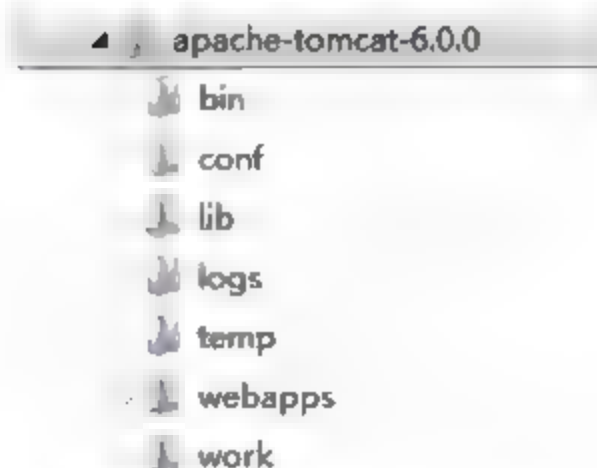 apache-tomcat-6.0.0
bin
conf
lib
logs
temp
webapps
work